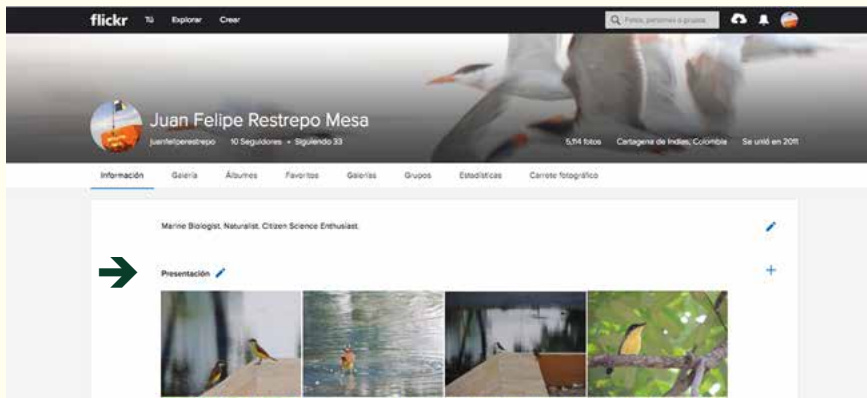 flickr Tú Explorar Crear
Fotos, personas o grupos
Juan Felipe Restrepo Mesa
juanfeliperestrepo 10 Seguidores • Siguiendo 33 5,114 fotos Cartagena de Indias, Colombia Se unió en 2011
Información Galería Álbumes Favoritos Galerías Grupos Estadísticas Carrete fotográfico
Marine Biologist, Naturalist, Citizen Science Enthusiast.
Presentación